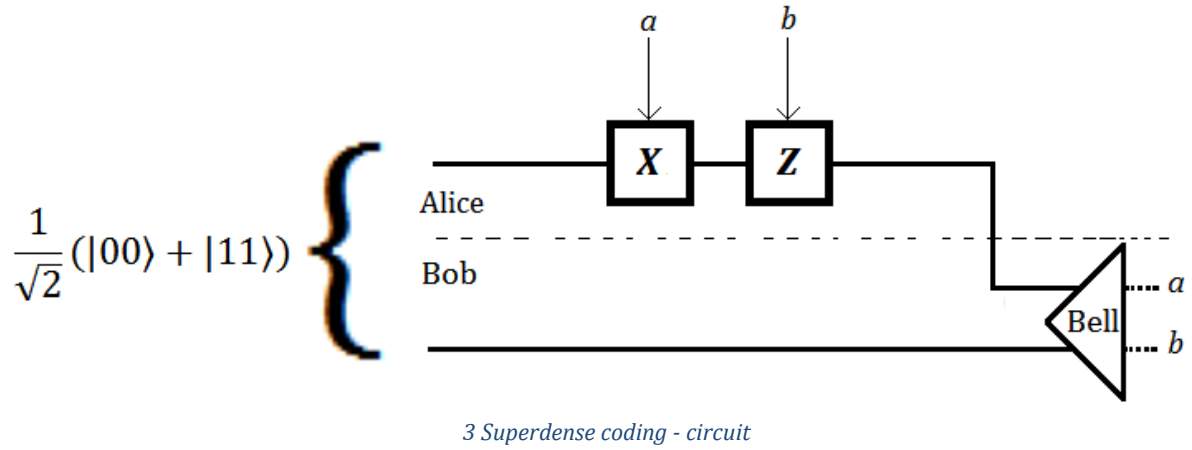 a b
X Z
Alice
1/√2 (|00⟩ + |11⟩)
Bob
a
Bell
b
3 Superdense coding - circuit